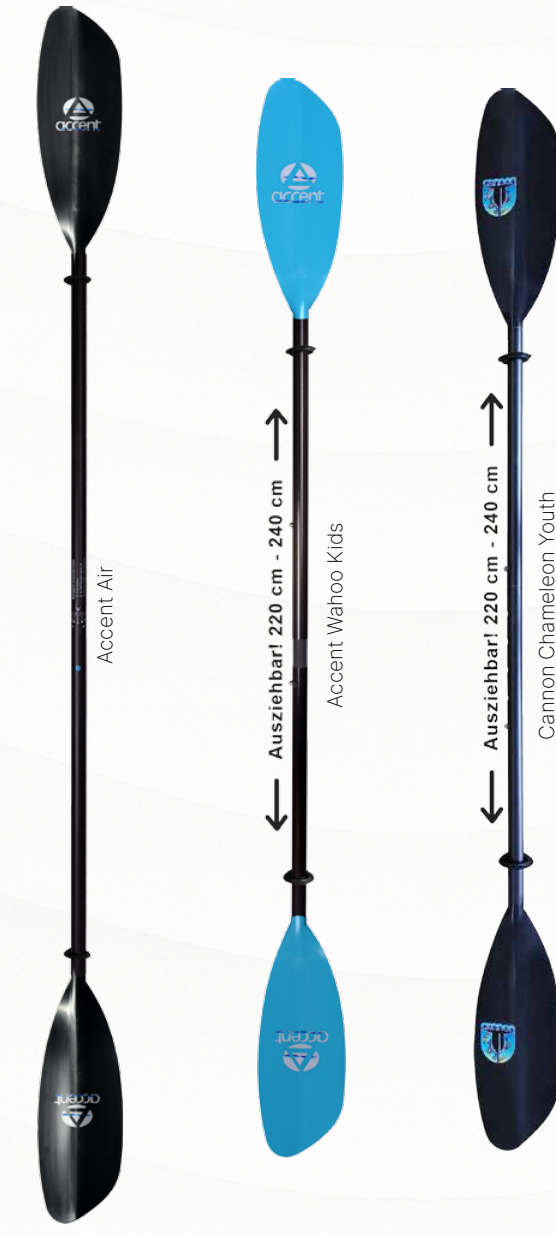 accent
Accent Air
accent
accent
Ausziehbar! 220 cm - 240 cm
Accent Wahoo Kids
accent
cannon
Ausziehbar! 220 cm - 240 cm
Cannon Chameleon Youth
cannon